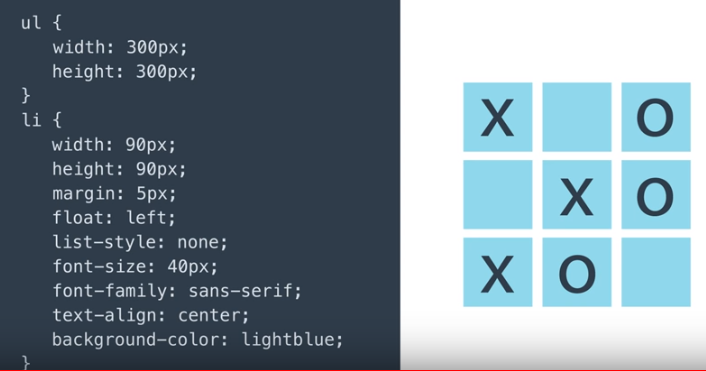 ul {
width: 300px;
height: 300px;
}
li {
width: 90px;
height: 90px;
margin: 5px;
float: left;
list-style: none;
font-size: 40px;
font-family: sans-serif;
text-align: center;
background-color: lightblue;
}
X O
X O
X O